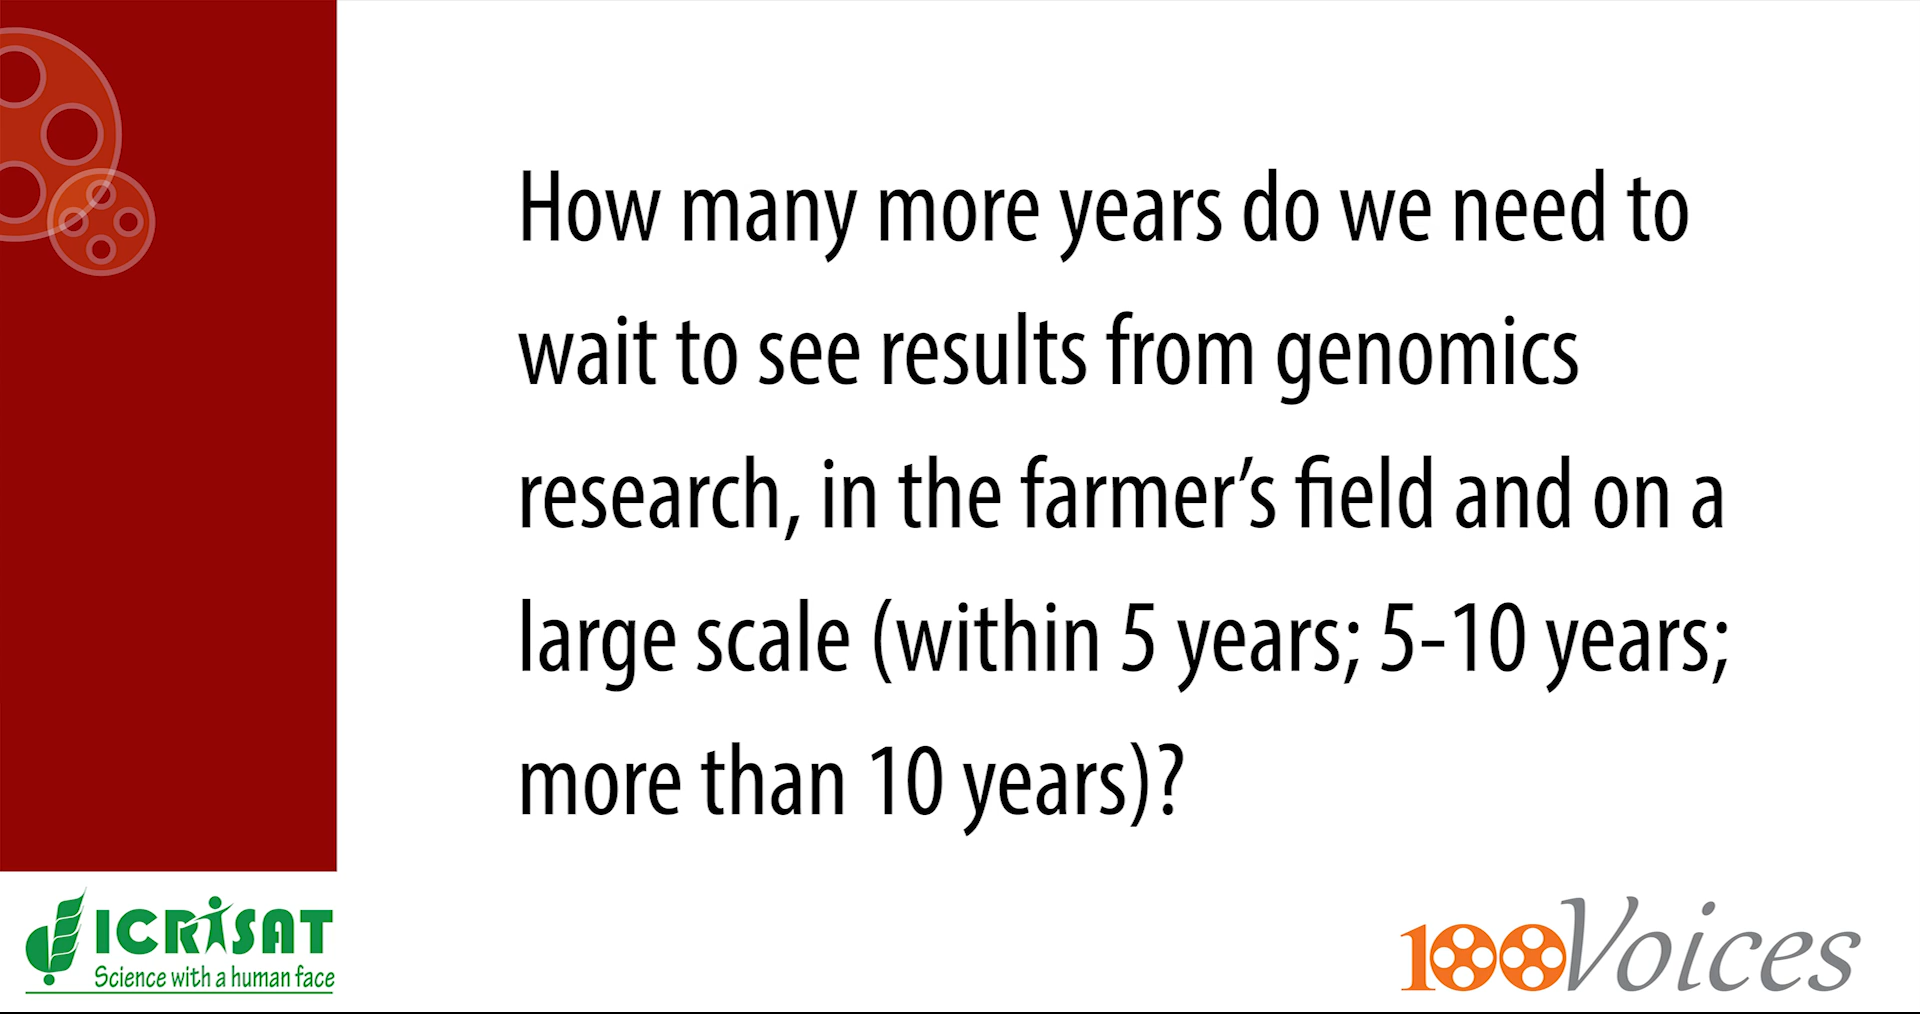 How many more years do we need to
wait to see results from genomics
research, in the farmer’s field and on a
large scale (within 5 years; 5-10 years;
more than 10 years)?
ICRISAT
Science with a human face
100Voices